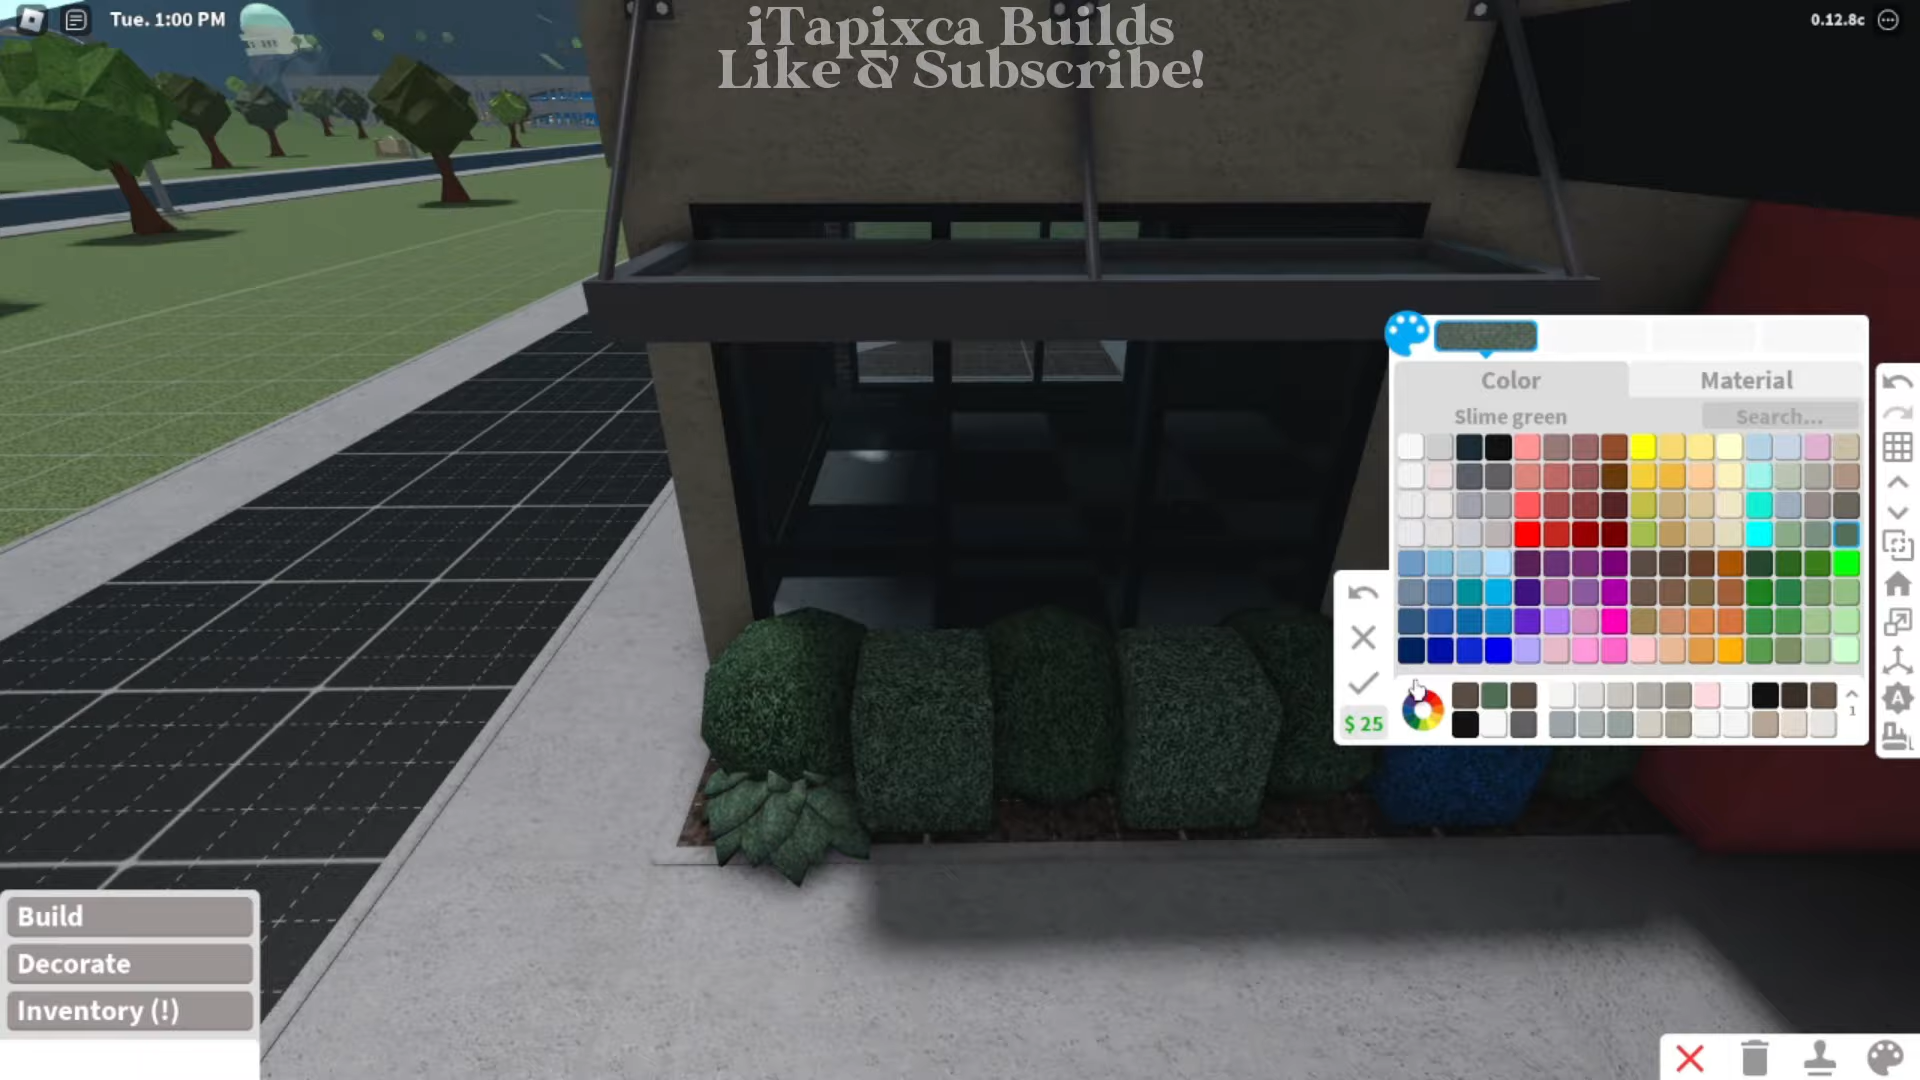 Tue. 1:00 PM
iTapixca Builds
Like & Subscribe!
0.12.8c
Color
Material
Slime green
Search...
$ 25
1
A
Build
Decorate
Inventory (!)